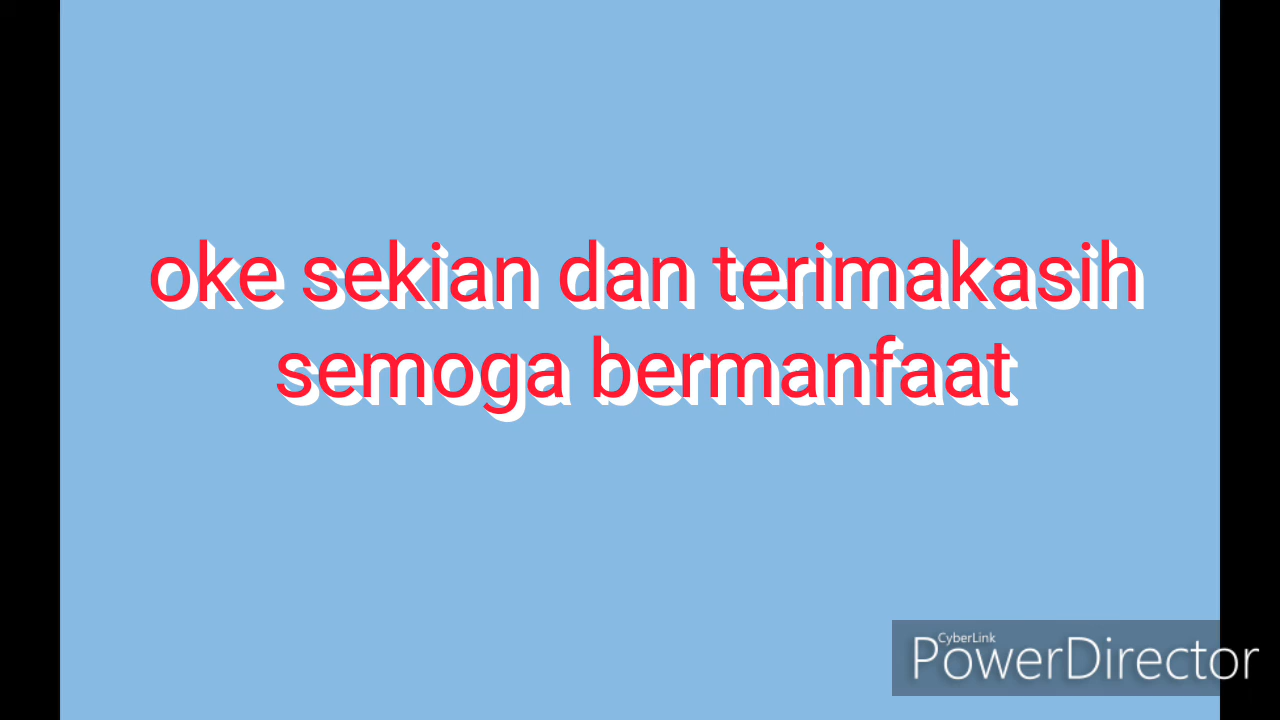 oke sekian dan terimakasih
semoga bermanfaat
CyberLink
PowerDirector